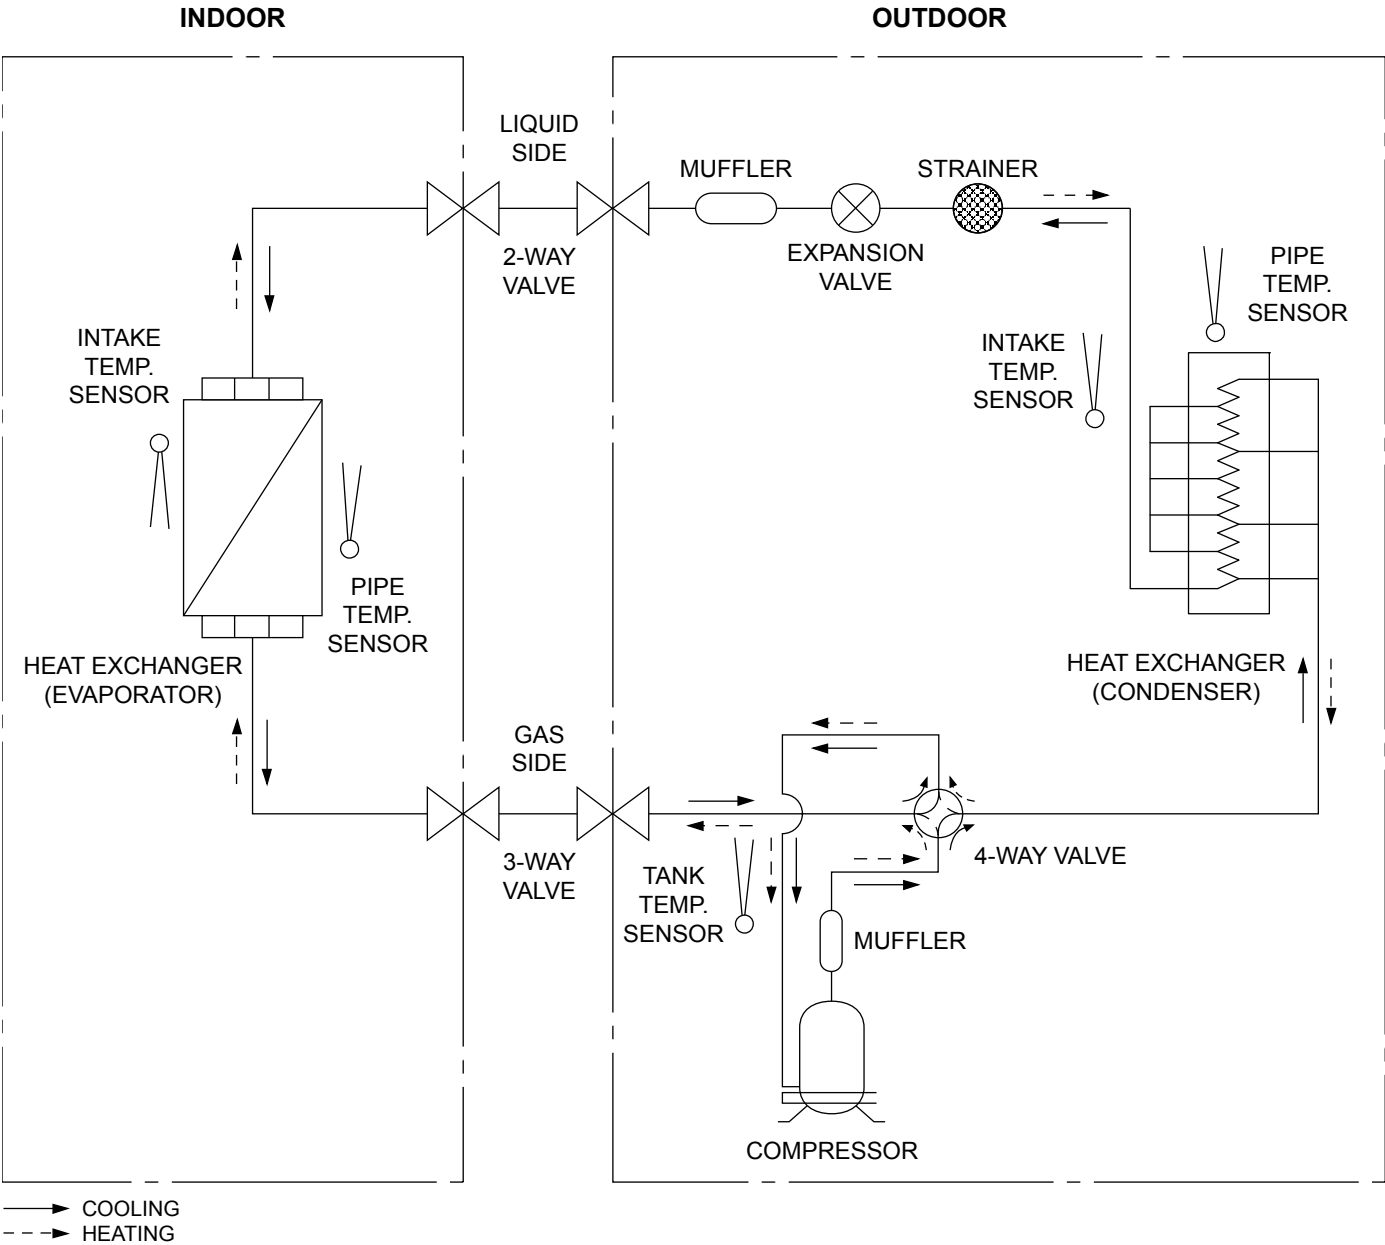 INDOOR
OUTDOOR
LIQUID
SIDE
MUFFLER
STRAINER
2-WAY
VALVE
EXPANSION
VALVE
PIPE
TEMP.
SENSOR
INTAKE
TEMP.
SENSOR
INTAKE
TEMP.
SENSOR
PIPE
TEMP.
SENSOR
HEAT EXCHANGER
(EVAPORATOR)
HEAT EXCHANGER
(CONDENSER)
GAS
SIDE
3-WAY
VALVE
4-WAY VALVE
TANK
TEMP.
SENSOR
MUFFLER
COMPRESSOR
COOLING
HEATING